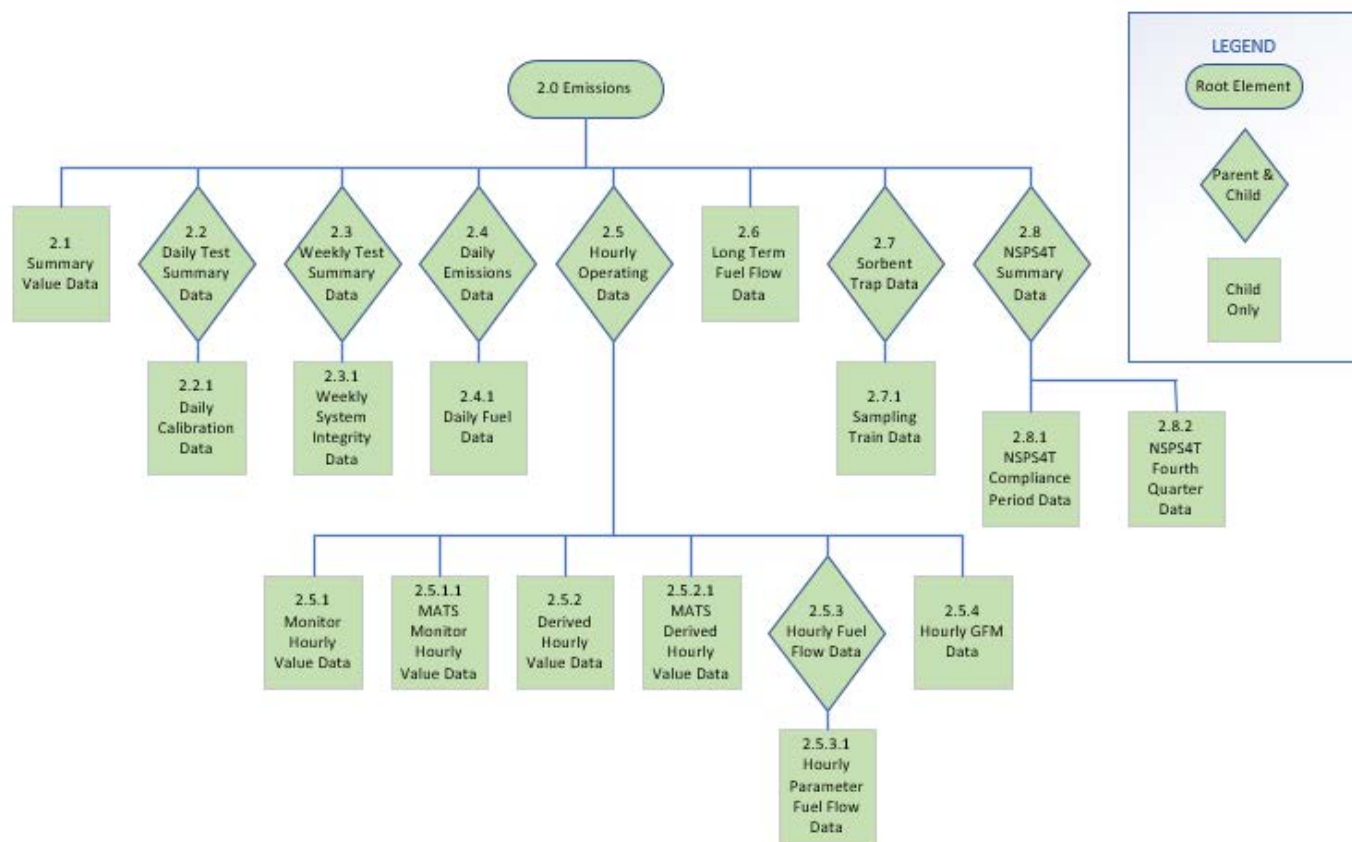 LEGEND
Root Element
Parent &
Child
Child
Only
2.0 Emissions
2.1
Summary
Value Data
2.2
Daily Test
Summary
Data
2.3
Weekly Test
Summary
Data
2.4
Daily
Emissions
Data
2.5
Hourly
Operating
Data
2.6
Long Term
Fuel Flow
Data
2.7
Sorbent
Trap Data
2.8
NSPS4T
Summary
Data
2.2.1
Daily
Calibration
Data
2.3.1
Weekly
System
Integrity
Data
2.4.1
Daily Fuel
Data
2.7.1
Sampling
Train Data
2.8.1
NSPS4T
Compliance
Period Data
2.8.2
NSPS4T
Fourth
Quarter
Data
2.5.1
Monitor
Hourly
Value Data
2.5.1.1
MATS
Monitor
Hourly
Value Data
2.5.2
Derived
Hourly
Value Data
2.5.2.1
MATS
Derived
Hourly
Value Data
2.5.3
Hourly Fuel
Flow Data
2.5.4
Hourly GFM
Data
2.5.3.1
Hourly
Parameter
Fuel Flow
Data